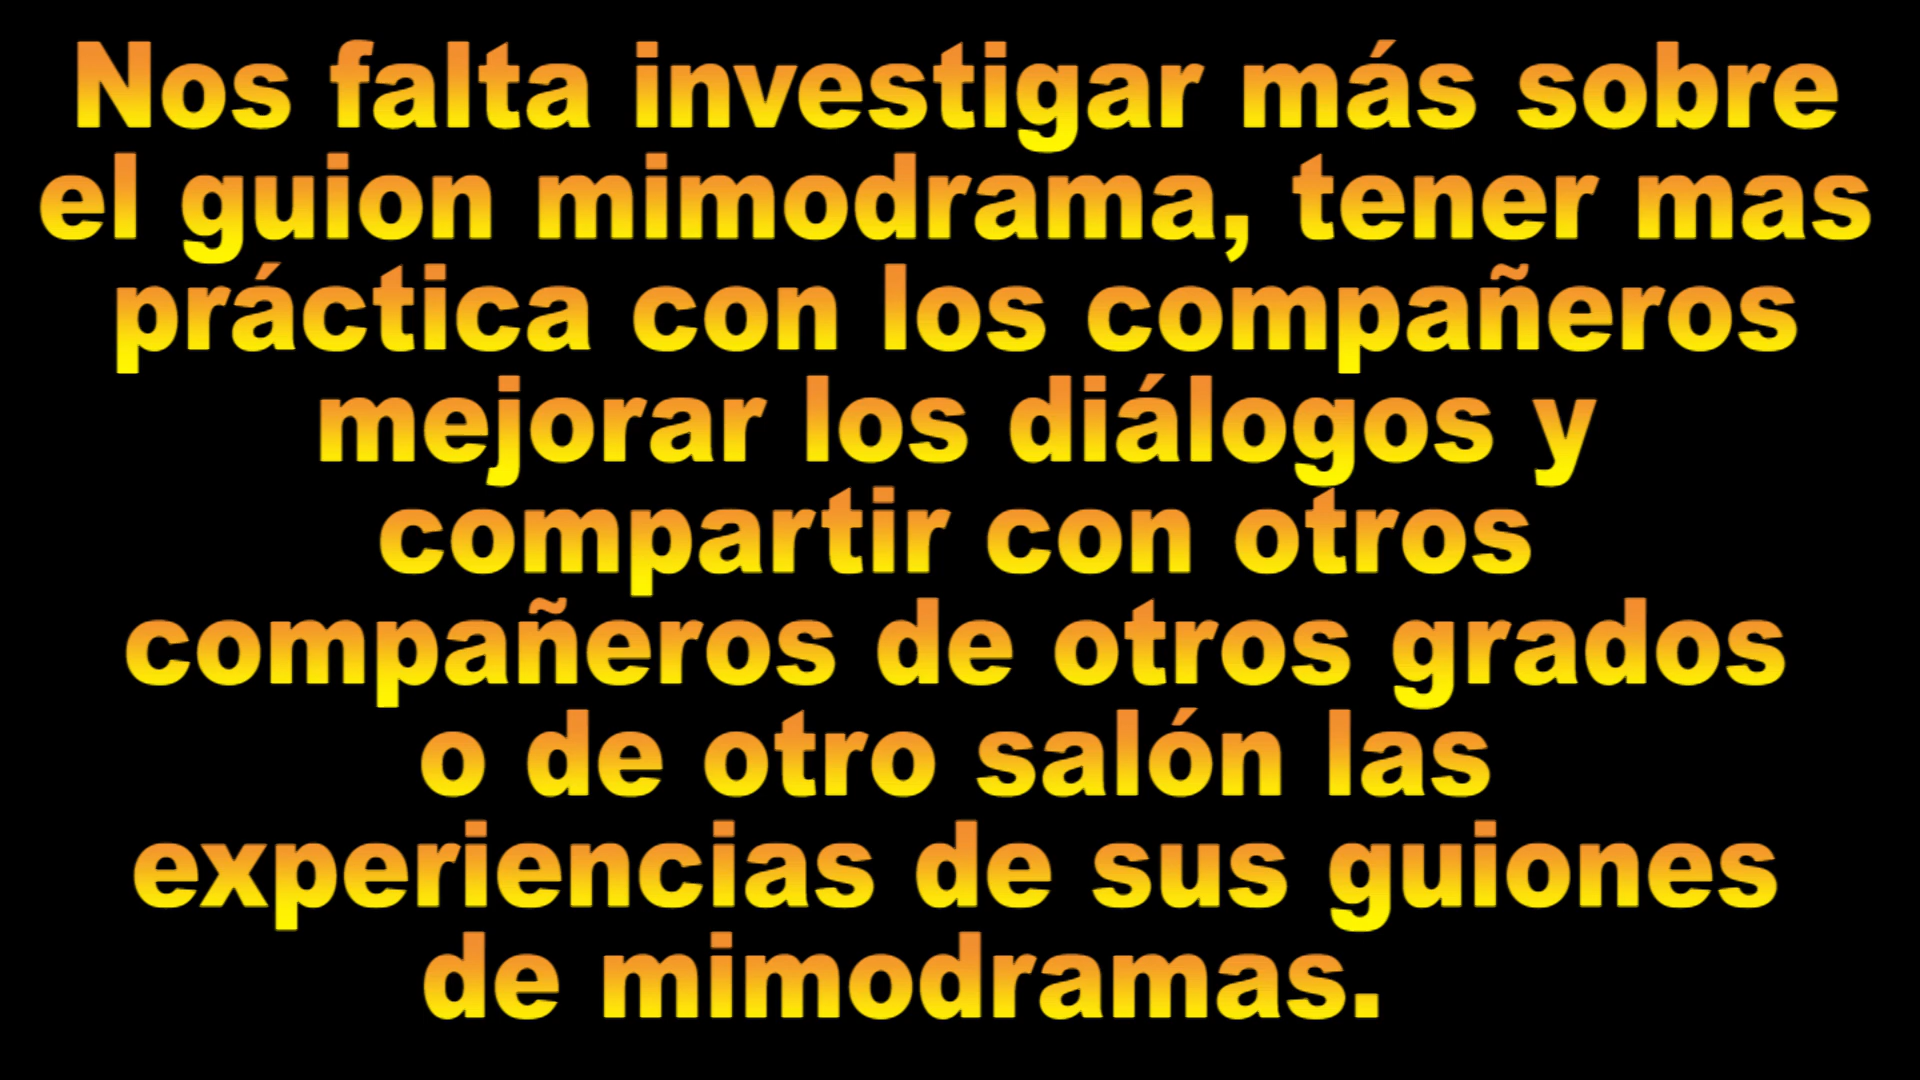 Nos falta investigar más sobre
el guion mimodrama, tener mas
práctica con los compañeros
mejorar los diálogos y
compartir con otros
compañeros de otros grados
o de otro salón las
experiencias de sus guiones
de mimodramas.